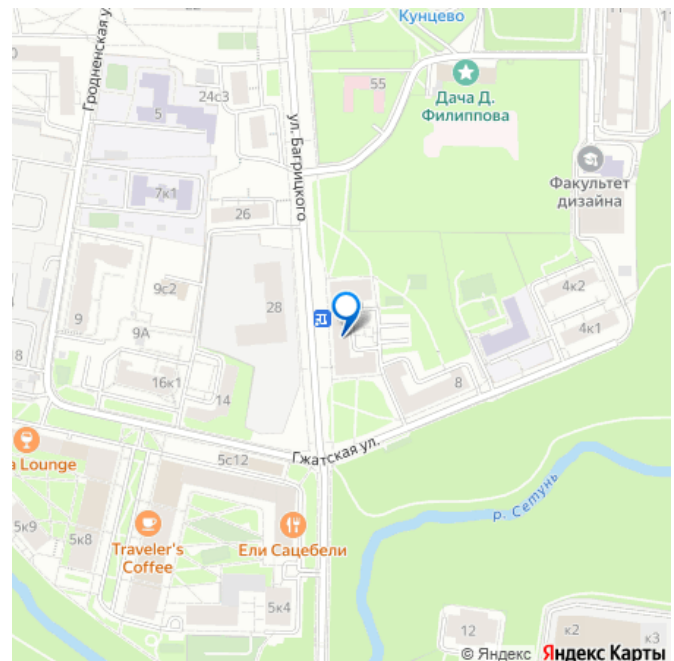 Кунцево
Гродненская у
24с3
55
Дача Д.
Филиппова
5
ул. Багрицкого
Факультет
дизайна
7к1
26
9с2
28
4к2
9
9А
4к1
8
16к1
8
14
Гжатская ул.
a Lounge
5с12
р. Сетунь
5к9
5к8
Traveler's
Coffee
Ели Сацебели
5к4
12
к2
к3
© Яндекс Яндекс Карты